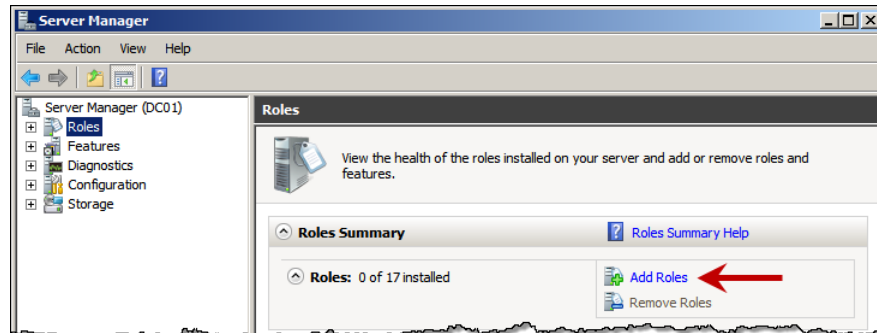 Server Manager
File Action View Help
Server Manager (DC01)
Roles
Features
Diagnostics
Configuration
Storage
Roles
View the health of the roles installed on your server and add or remove roles and
features.
Roles Summary
Roles Summary Help
Roles: 0 of 17 installed
Add Roles
Remove Roles